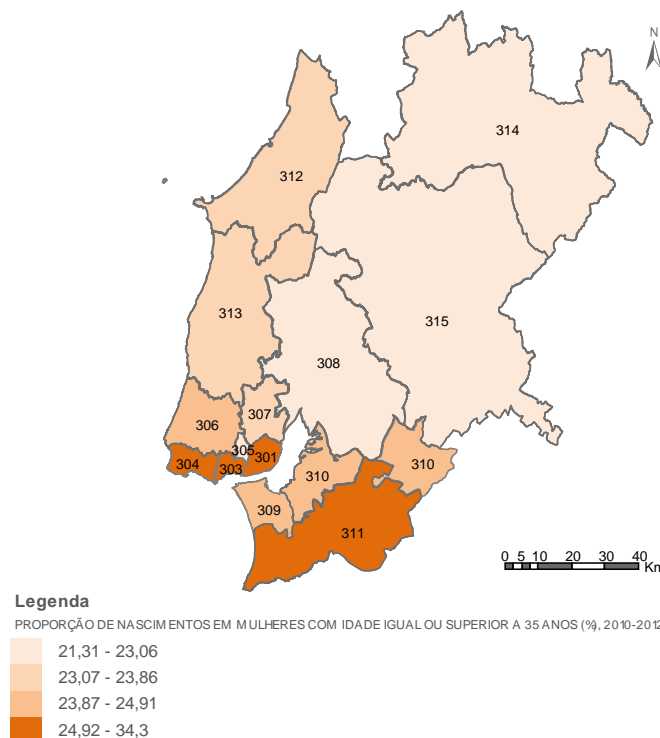 N
314
312
315
313
308
307
306
305
301
304
303
310
310
309
311
0 5 10 20 30 40
Km
Legenda
PROPORÇÃO DE NASCIMENTOS EM MULHERES COM IDADE IGUAL OU SUPERIOR A 35 ANOS (%, 2010-2012
21,31 - 23,06
23,07 - 23,86
23,87 - 24,91
24,92 - 34,3